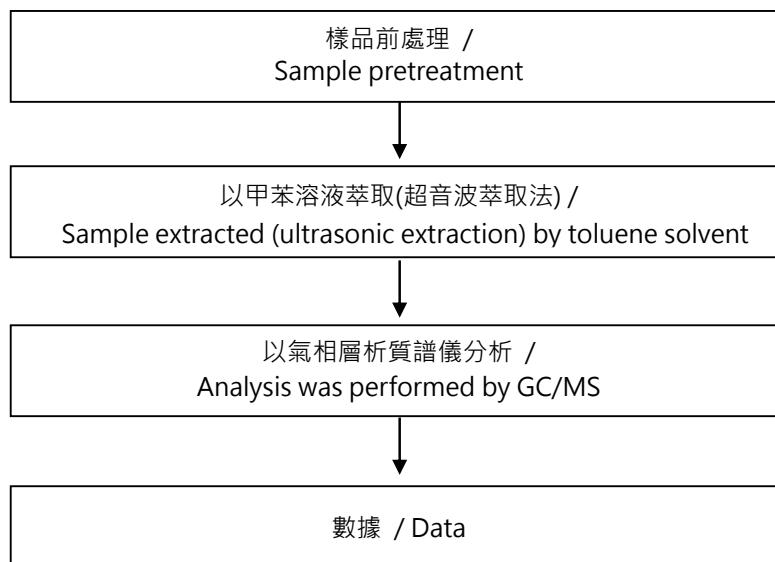 樣品前處理 /
Sample pretreatment
以甲苯溶液萃取(超音波萃取法) /
Sample extracted (ultrasonic extraction) by toluene solvent
以氣相層析質譜儀分析 /
Analysis was performed by GC/MS
數據 / Data